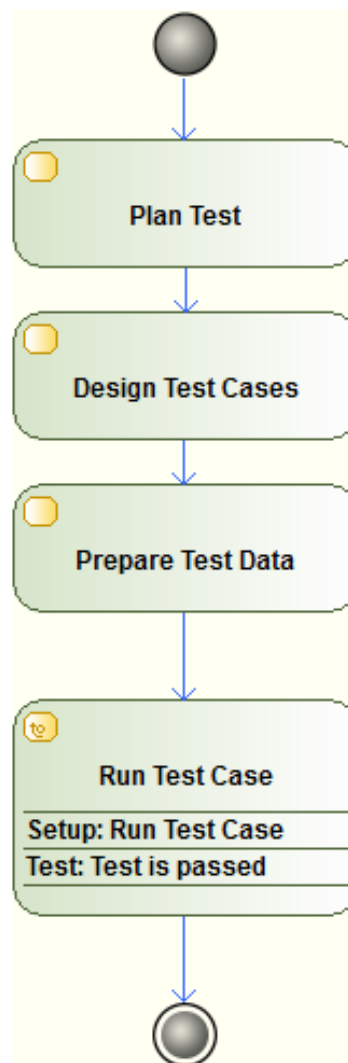 Plan Test
Design Test Cases
Prepare Test Data
Run Test Case
Setup: Run Test Case
Test: Test is passed